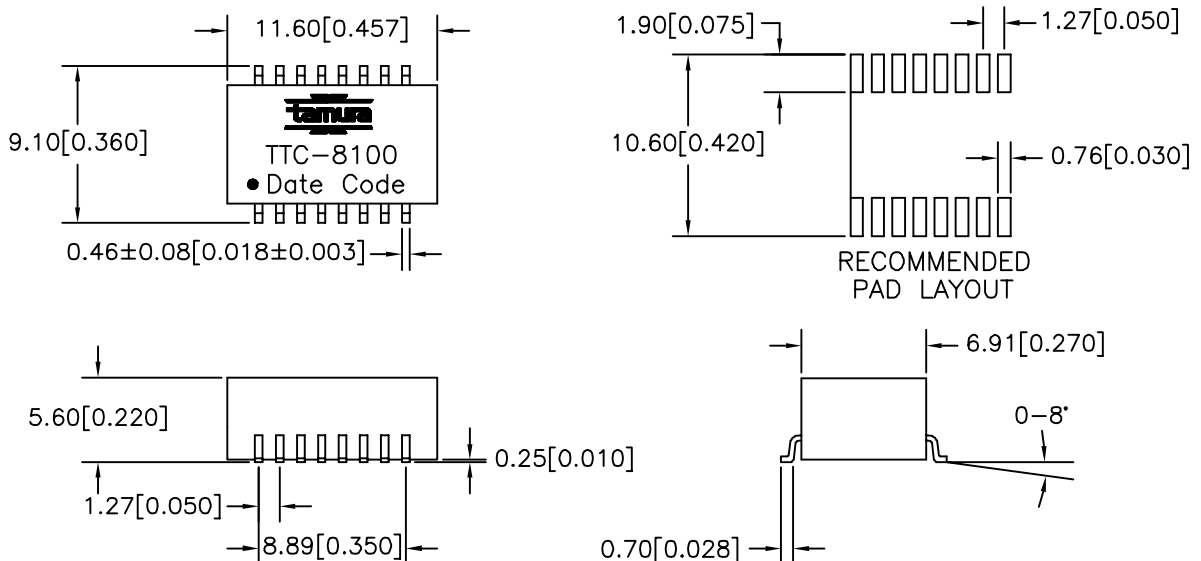 11.60[0.457]
9.10[0.360]
tamura
TTC-8100
Date Code
0.46±0.08[0.018±0.003]
1.90[0.075]
1.27[0.050]
10.60[0.420]
0.76[0.030]
RECOMMENDED
PAD LAYOUT
5.60[0.220]
0.25[0.010]
1.27[0.050]
8.89[0.350]
6.91[0.270]
0-8°
0.70[0.028]